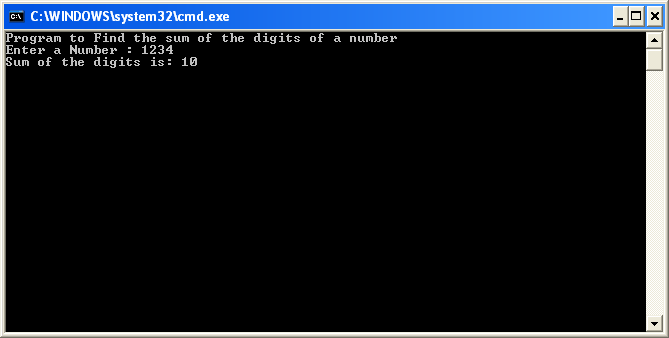 C:\WINDOWS\system32\cmd.exe
Program to Find the sum of the digits of a number
Enter a Number : 1234
Sum of the digits is: 10